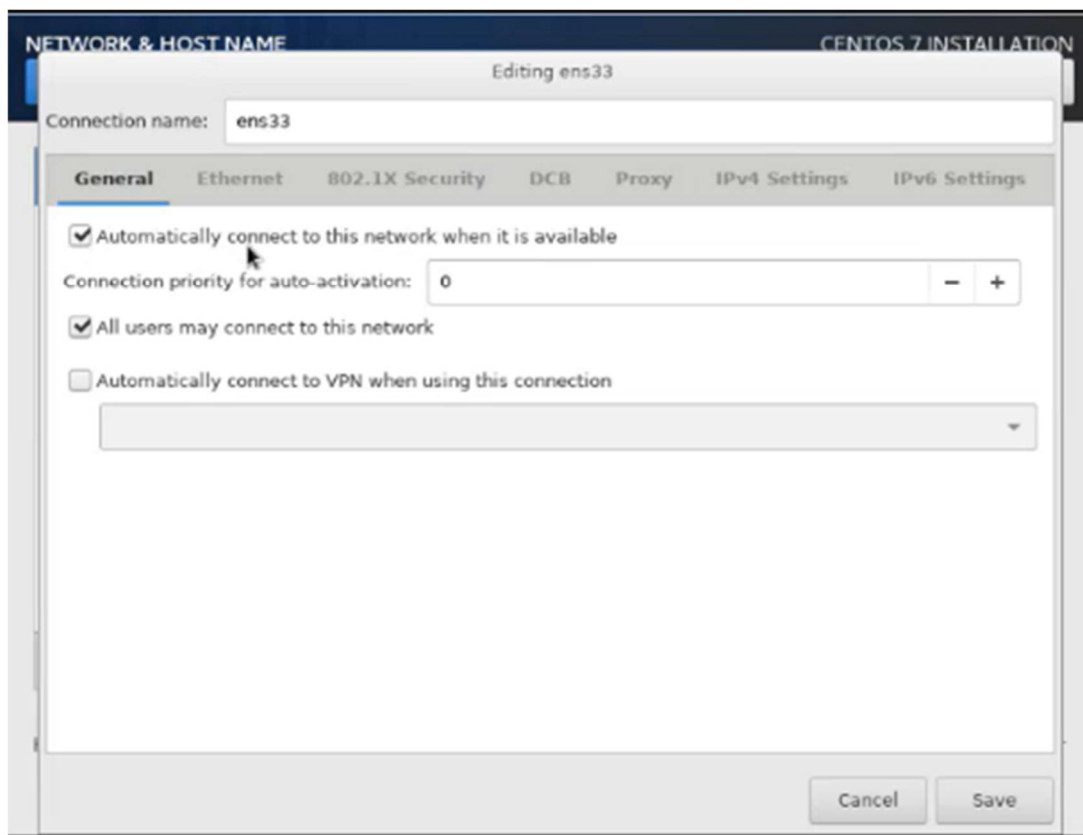 NETWORK & HOST NAME CENTOS 7 INSTALLATION
Editing ens33
Connection name: ens33
General Ethernet 802.1X Security DCB Proxy IPv4 Settings IPv6 Settings
Automatically connect to this network when it is available
Connection priority for auto-activation: 0 − +
All users may connect to this network
Automatically connect to VPN when using this connection
Cancel Save